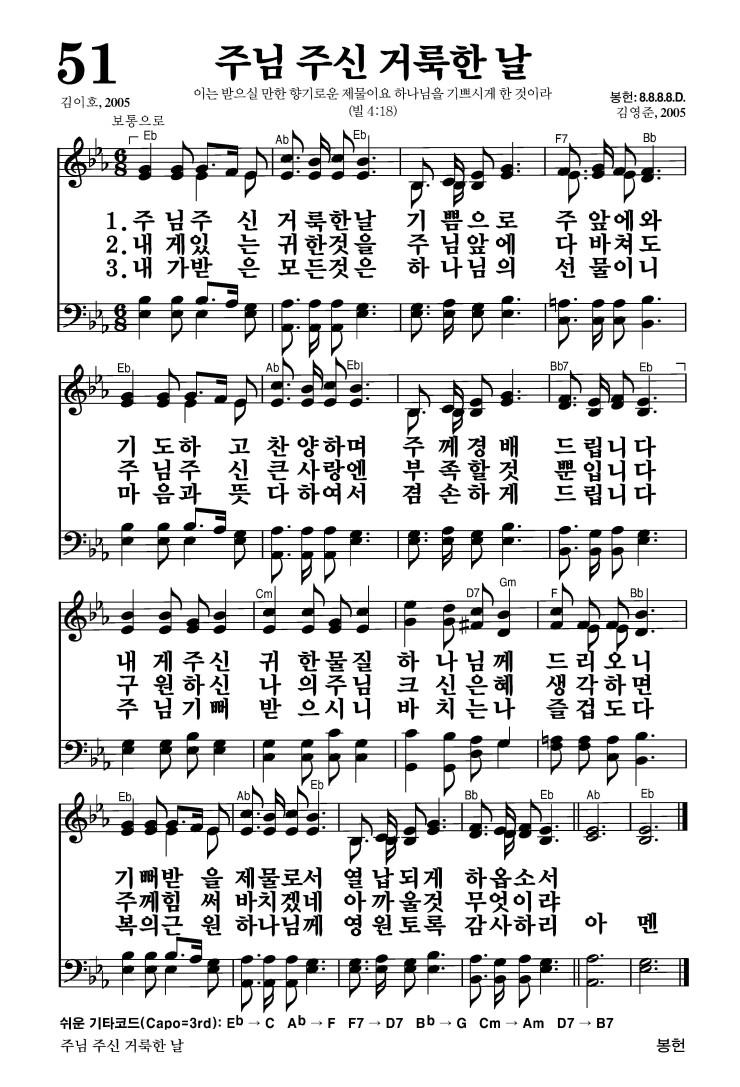 51
주님 주신 거룩한 날
이는 받으실 만한 향기로운 제물이요 하나님을 기쁘시게 한 것이라
(빌 4:18)
김이호, 2005
봉헌: 8.8.8.8.D.
김영준, 2005
보통으로
Eb Ab Eb F7 Bb
1. 주 님 주 신 거 룩 한 날 기 쁨 으 로 주 앞 에 와
2. 내 게 있 는 귀 한 것 을 주 님 앞 에 다 바 쳐 도
3. 내 가 받 은 모 든 것 은 하 나 님 의 선 물 이 니
Eb Ab Eb Bb7 Eb
기 도 하 고 찬 양 하 며 주 께 경 배 드 립 니 다
주 님 주 신 큰 사 랑 엔 부 족 할 것 뿐 입 니 다
마 음 과 뜻 다 하 여 서 겸 손 하 게 드 립 니 다
Cm D7 Gm F Bb
내 게 주 신 귀 한 물 질 하 나 님 께 드 리 오 니
구 원 하 신 나 의 주 님 크 신 은 혜 생 각 하 면
주 님 기 뻐 받 으 시 니 바 치 는 나 즐 겁 도 다
Eb Ab Eb Bb Eb Ab Eb
기 뻐 받 을 제 물 로 서 열 납 되 게 하 옵 소 서
주 께 힘 써 바 치 겠 네 아 까 울 것 무 엇 이 랴
복 의 근 원 하 나 님 께 영 원 토 록 감 사 하 리 아 멘
쉬운 기타코드(Capo=3rd): Eb → C Ab → F F7 → D7 Bb → G Cm → Am D7 → B7
주님 주신 거룩한 날
봉헌